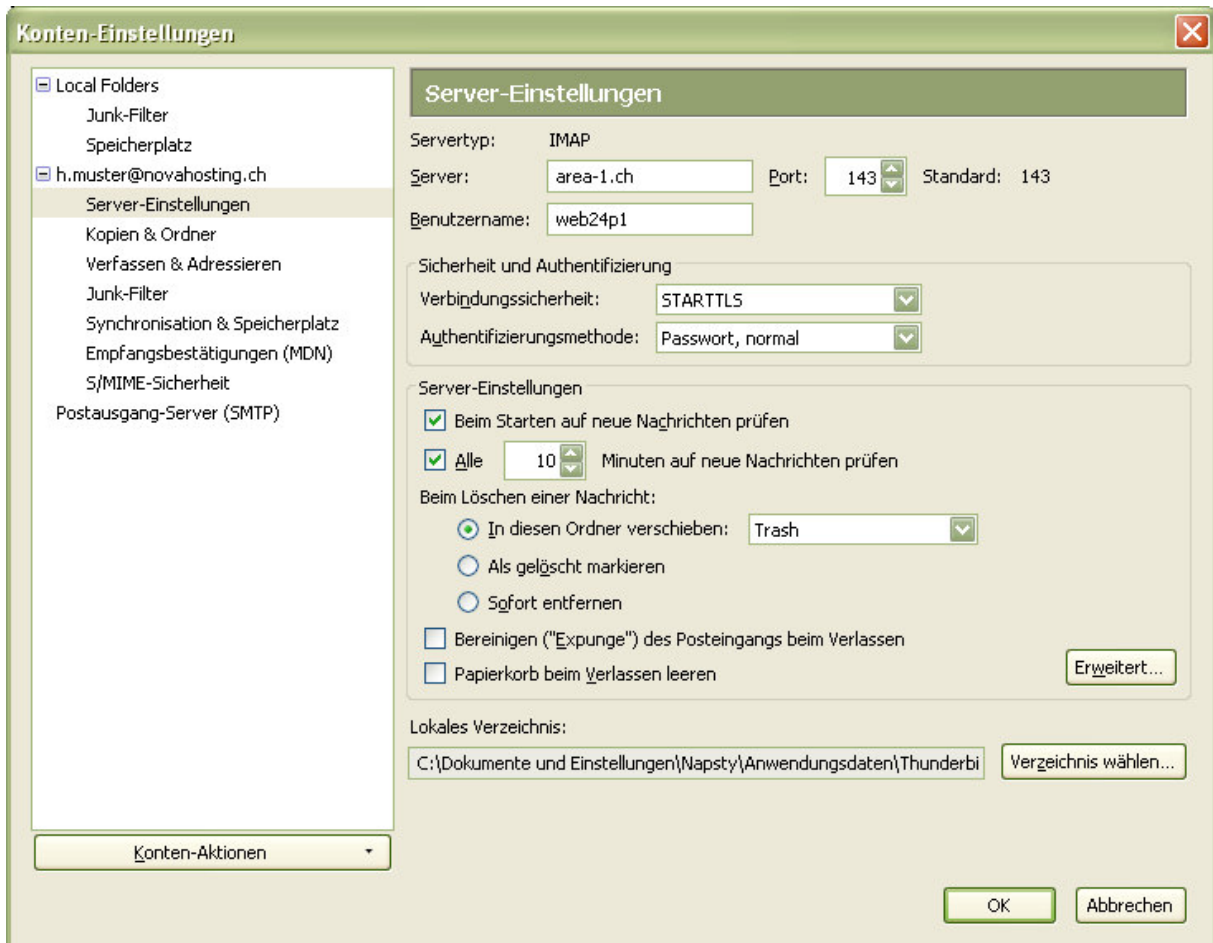 Konten-Einstellungen
Local Folders
Junk-Filter
Speicherplatz
h.muster@novahosting.ch
Server-Einstellungen
Kopien & Ordner
Verfassen & Adressieren
Junk-Filter
Synchronisation & Speicherplatz
Empfangsbestätigungen (MDN)
S/MIME-Sicherheit
Postausgang-Server (SMTP)
Konten-Aktionen
Server-Einstellungen
Servertyp: IMAP
Server: area-1.ch Port: 143 Standard: 143
Benutzername: web24p1
Sicherheit und Authentifizierung
Verbindungssicherheit: STARTTLS
Authentifizierungsmethode: Passwort, normal
Server-Einstellungen
Beim Starten auf neue Nachrichten prüfen
Alle 10 Minuten auf neue Nachrichten prüfen
Beim Löschen einer Nachricht:
In diesen Ordner verschieben: Trash
Als gelöscht markieren
Sofort entfernen
Bereinigen ("Expunge") des Posteingangs beim Verlassen
Papierkorb beim Verlassen leeren
Erweitert...
Lokales Verzeichnis:
C:\Dokumente und Einstellungen\Napsty\Anwendungsdaten\Thunderbi Verzeichnis wählen...
OK Abbrechen